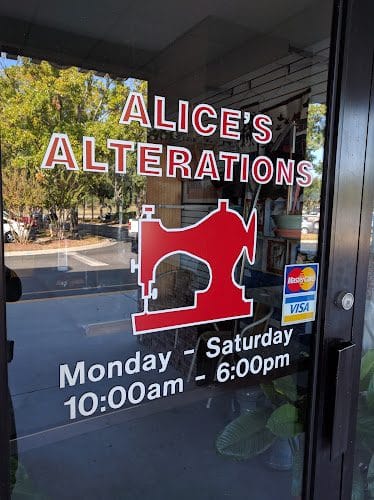 ALICE'S
ALTERATIONS
MasterCard
VISA
Monday - Saturday
10:00am - 6:00pm